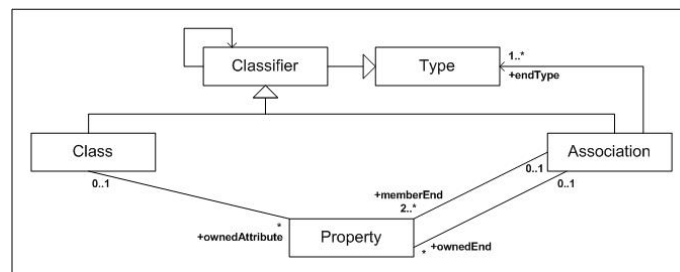 Classifier
Type
1..*
+endType
Class
Association
0..1
0..1
0..1
+memberEnd
2..*
*
+ownedAttribute
Property
*
+ownedEnd